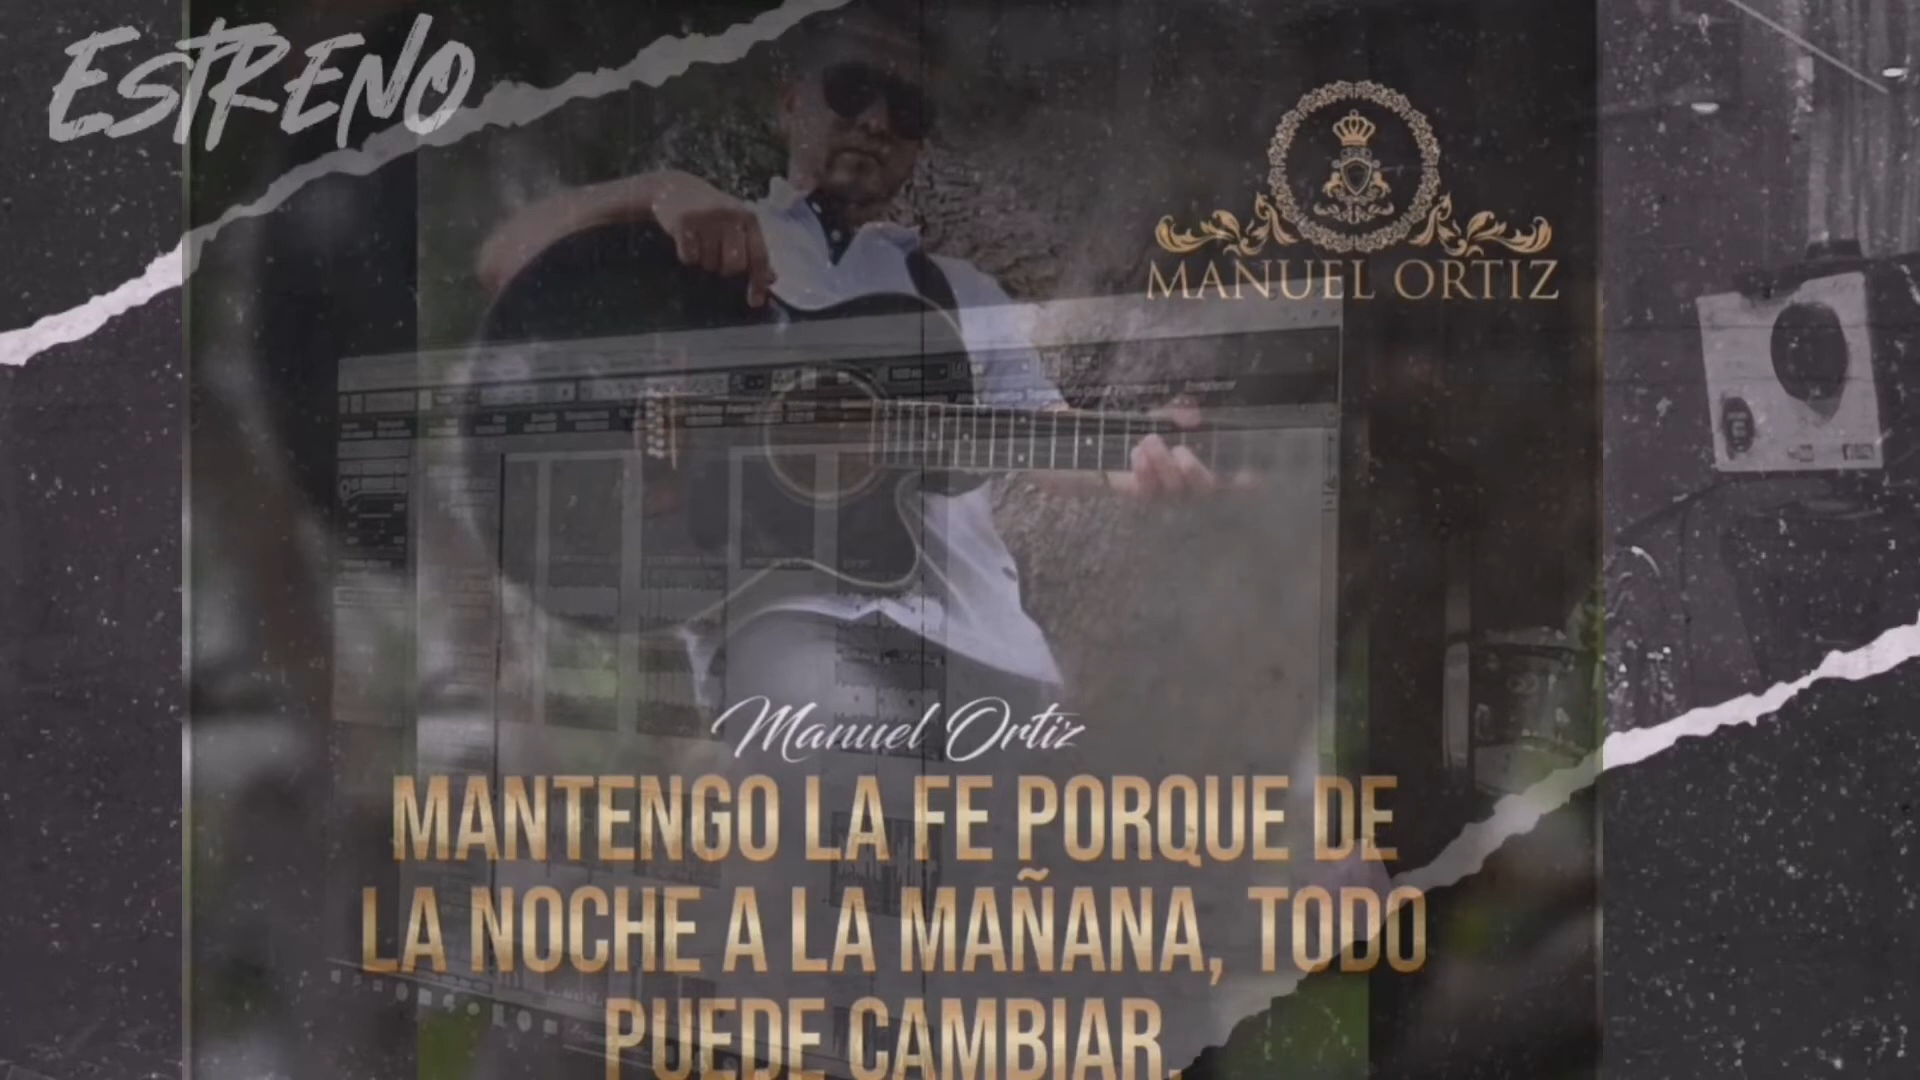 ESTRENO
MANUEL ORTIZ
Manuel Ortiz
MANTENGO LA FE PORQUE DE
LA NOCHE A LA MAÑANA, TODO
PUEDE CAMBIAR.